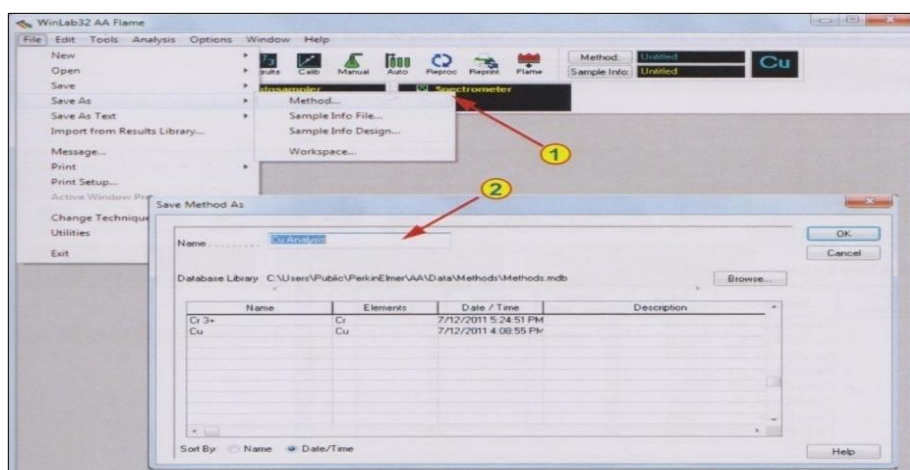 WinLab32 AA Flame
File Edit Tools Analysis Options Window Help
New
Open
Save
Save As
Save As Text
Import from Results Library...
Message...
Print
Print Setup...
Change Technique
Utilities
Exit
Calib Manual Auto Reproc Reprint Flame
Method: Untitled
Sample Info: Untitled
Cu
Spectrometer
Method...
Sample Info File...
Sample Info Design...
Workspace...
1
2
Save Method As
Name Cu Analysis
OK
Cancel
Database Library C:\Users\Public\PerkinElmer\AA\Data\Methods\Methods.mdb
Browse...
Name Elements Date / Time Description
Cr 3+ Cr 7/12/2011 5:24:51 PM
Cu Cu 7/12/2011 4:08:55 PM
Sort By: Name Date/Time
Help